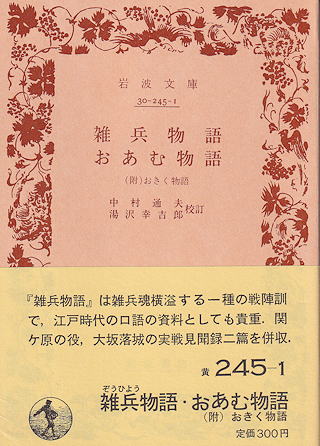 岩波文庫
30-245-1
雑兵物語
おあむ物語
(附)おきく物語
中村通夫
湯沢幸吉郎 校訂
『雑兵物語』は雑兵魂横溢する一種の戦陣訓
で，江戸時代の口語の資料としても貴重．関
ケ原の役，大坂落城の実戦見聞録二篇を併収．
黄 245-1
ぞうひよう
雑兵物語・おあむ物語
(附) おきく物語
定価300円